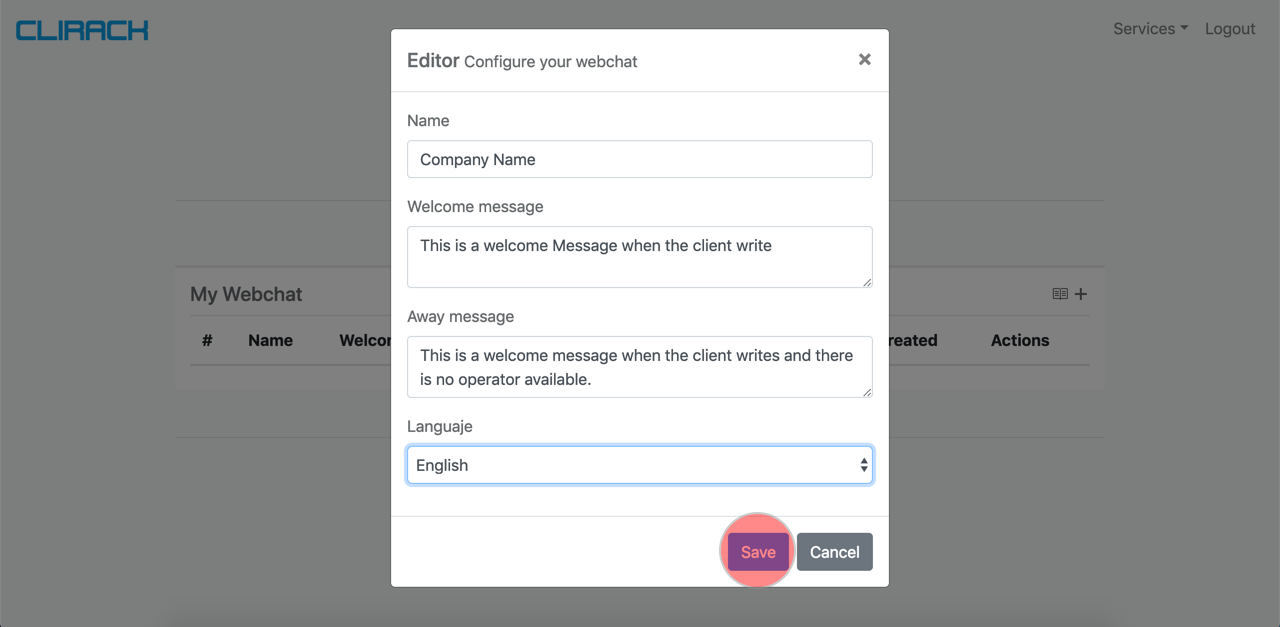 CLIRACK
Services
Logout
Editor Configure your webchat
×
Name
Company Name
Welcome message
This is a welcome Message when the client write
Away message
This is a welcome message when the client writes and there
is no operator available.
Languaje
English
Save
Cancel
My Webchat
# Name Welcor reated Actions